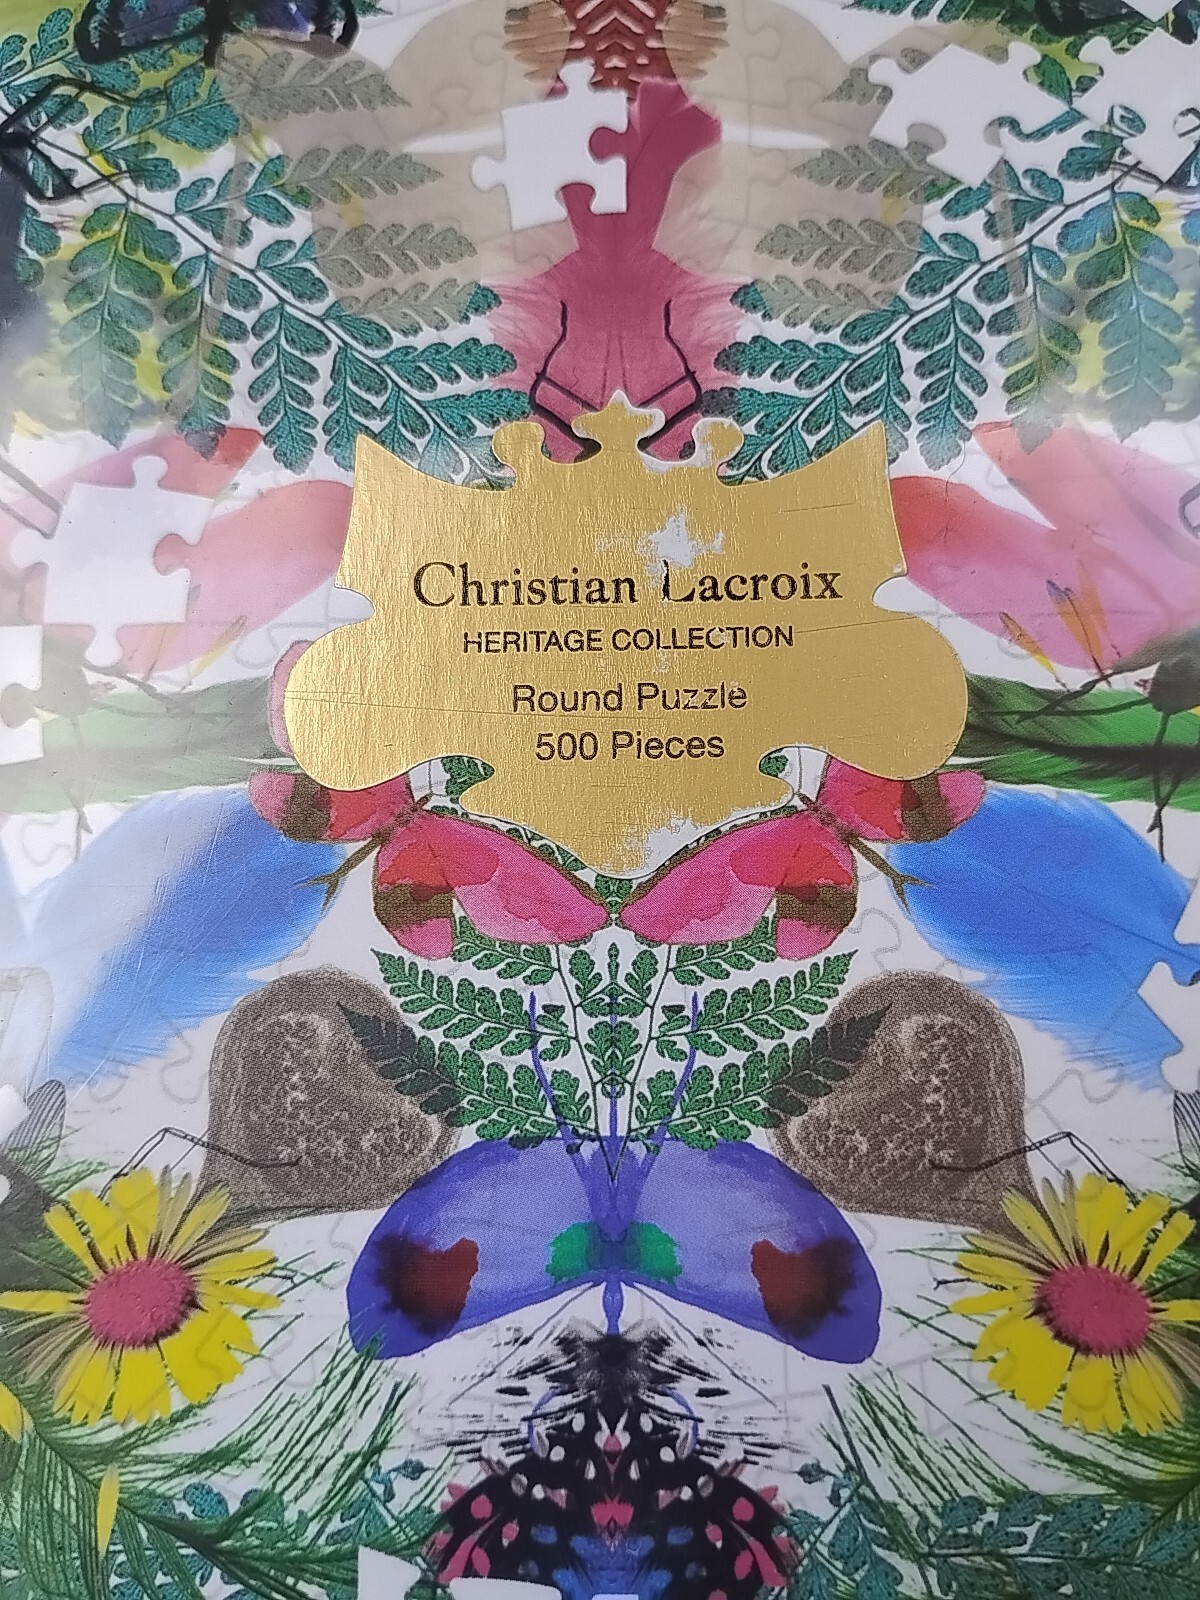 Christian Lacroix
HERITAGE COLLECTION
Round Puzzle
500 Pieces